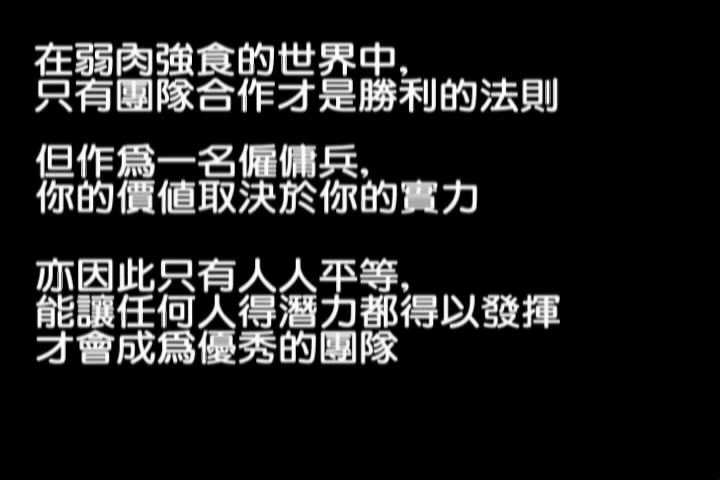 在弱肉強食的世界中,
只有團隊合作才是勝利的法則
但作為一名僱傭兵,
你的價值取決於你的實力
亦因此只有人人平等,
能讓任何人得潛力都得以發揮
才會成為優秀的團隊